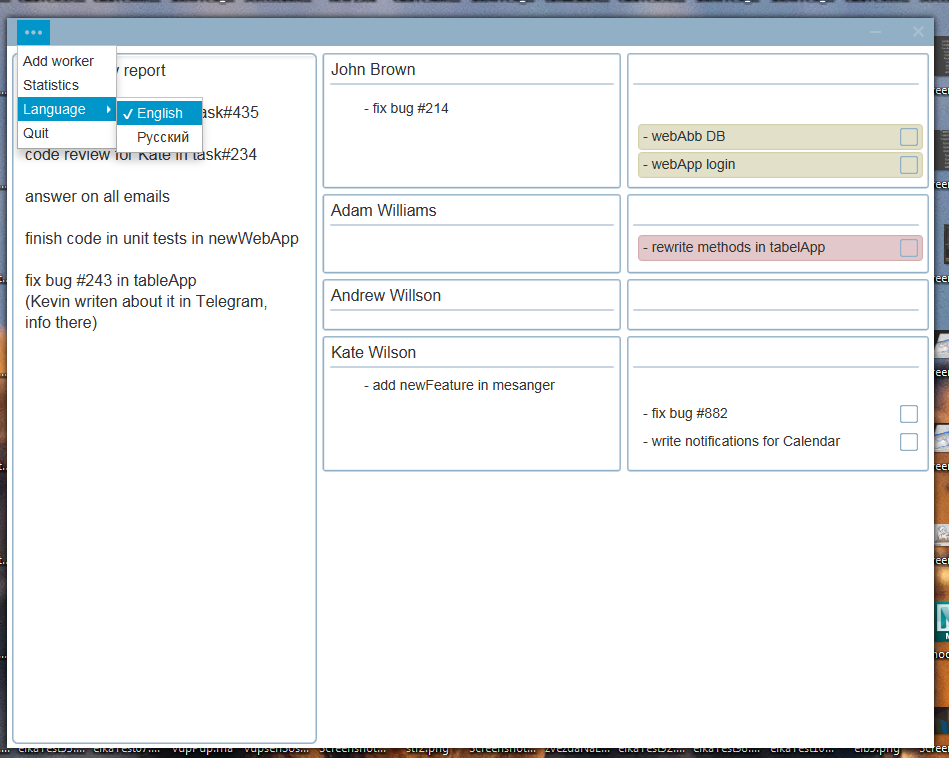 Add worker
Statistics
Language
Quit
✓ English
Русский
report
ask#435
code review for Kate in task#234
answer on all emails
finish code in unit tests in newWebApp
fix bug #243 in tableApp
(Kevin writen about it in Telegram,
info there)
John Brown
- fix bug #214
- webAbb DB
- webApp login
Adam Williams
- rewrite methods in tabelApp
Andrew Willson
Kate Wilson
- add newFeature in mesanger
- fix bug #882
- write notifications for Calendar